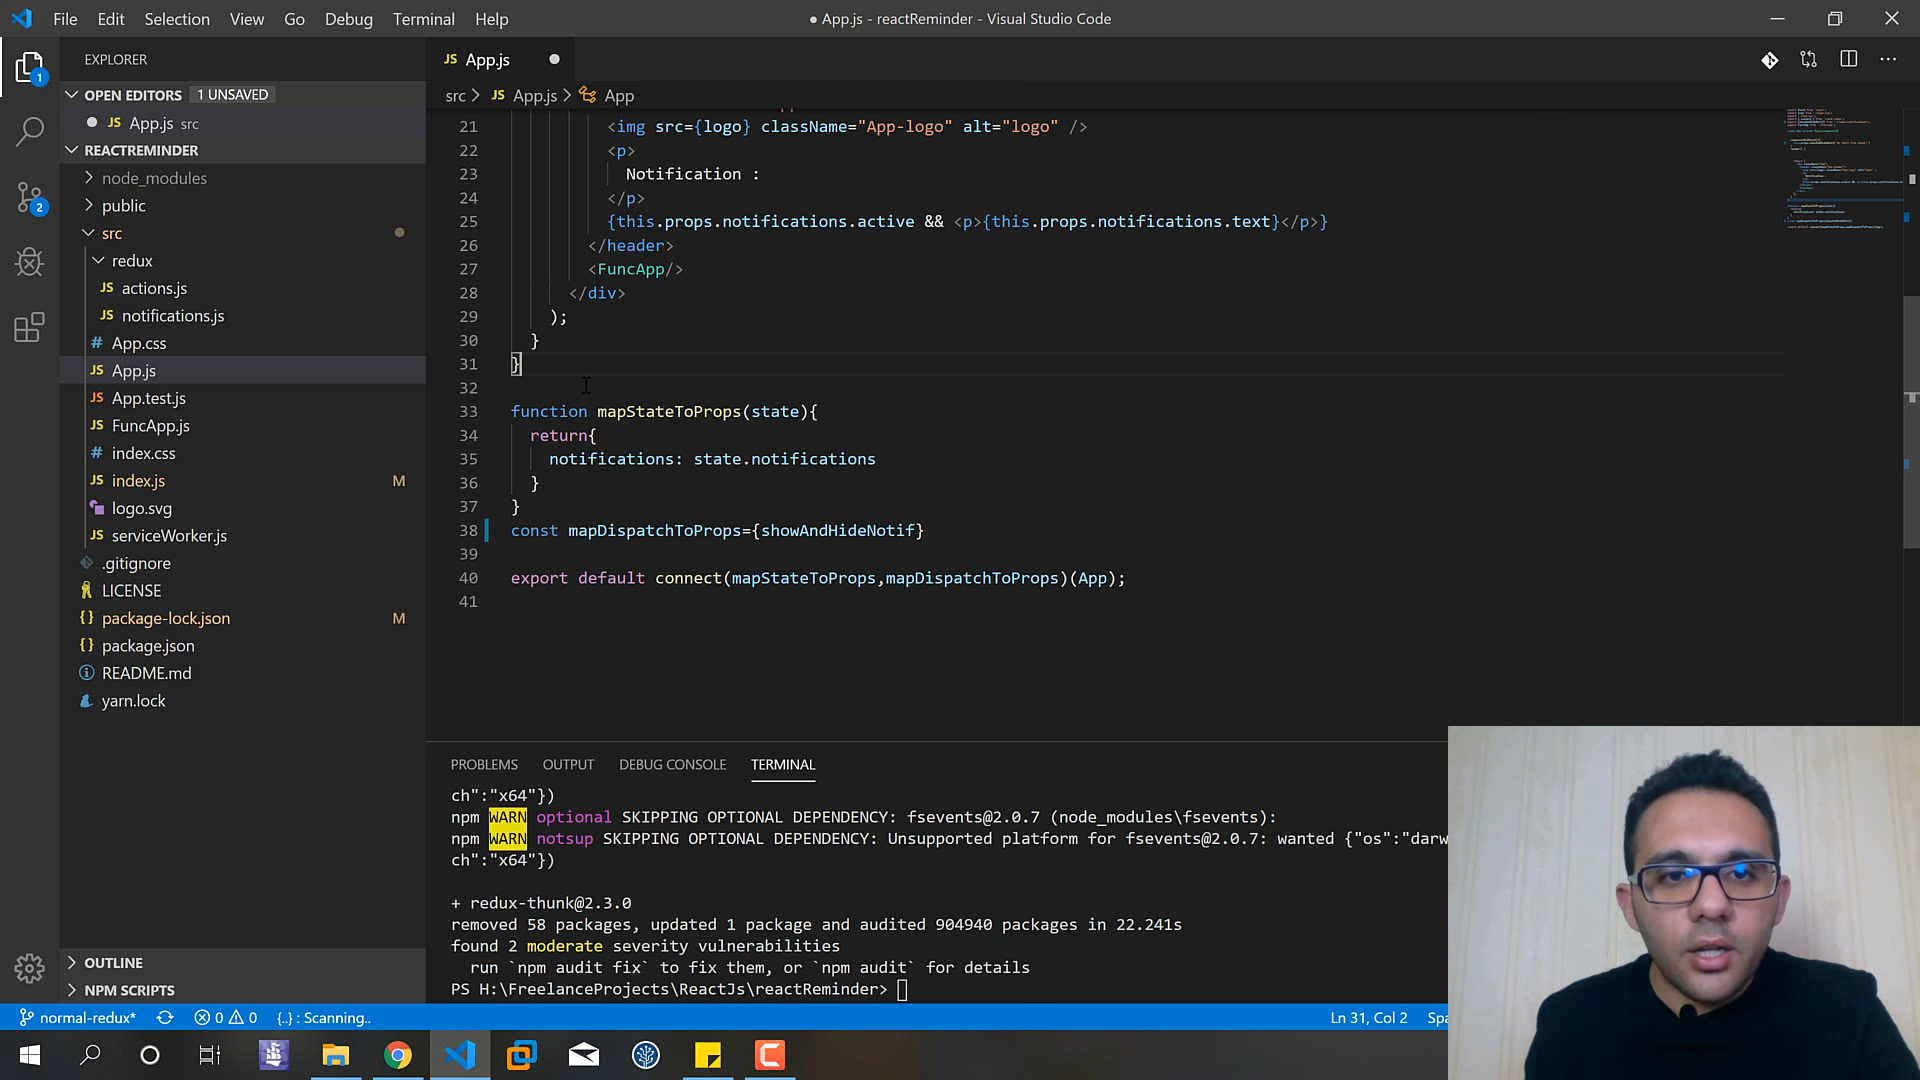 File Edit Selection View Go Debug Terminal Help
● App.js - reactReminder - Visual Studio Code
EXPLORER
OPEN EDITORS 1 UNSAVED
JS App.js src
REACTREMINDER
node_modules
public
src
redux
JS actions.js
JS notifications.js
# App.css
JS App.js
JS App.test.js
JS FuncApp.js
# index.css
JS index.js M
logo.svg
JS serviceWorker.js
.gitignore
LICENSE
{} package-lock.json M
{} package.json
README.md
yarn.lock
OUTLINE
NPM SCRIPTS
1
2
JS App.js
src > JS App.js > App
21 <img src={logo} className="App-logo" alt="logo" />
22 <p>
23 Notification :
24 </p>
25 {this.props.notifications.active && <p>{this.props.notifications.text}</p>}
26 </header>
27 <FuncApp/>
28 </div>
29 );
30 }
31 }
32
33 function mapStateToProps(state){
34 return{
35 notifications: state.notifications
36 }
37 }
38 const mapDispatchToProps={showAndHideNotif}
39
40 export default connect(mapStateToProps,mapDispatchToProps)(App);
41
PROBLEMS OUTPUT DEBUG CONSOLE TERMINAL
ch":"x64"})
npm WARN optional SKIPPING OPTIONAL DEPENDENCY: fsevents@2.0.7 (node_modules\fsevents):
npm WARN notsup SKIPPING OPTIONAL DEPENDENCY: Unsupported platform for fsevents@2.0.7: wanted {"os":"darw
ch":"x64"})
+ redux-thunk@2.3.0
removed 58 packages, updated 1 package and audited 904940 packages in 22.241s
found 2 moderate severity vulnerabilities
run `npm audit fix` to fix them, or `npm audit` for details
PS H:\FreelanceProjects\ReactJs\reactReminder>
normal-redux* 0 0 {..} : Scanning.. Ln 31, Col 2 Spa